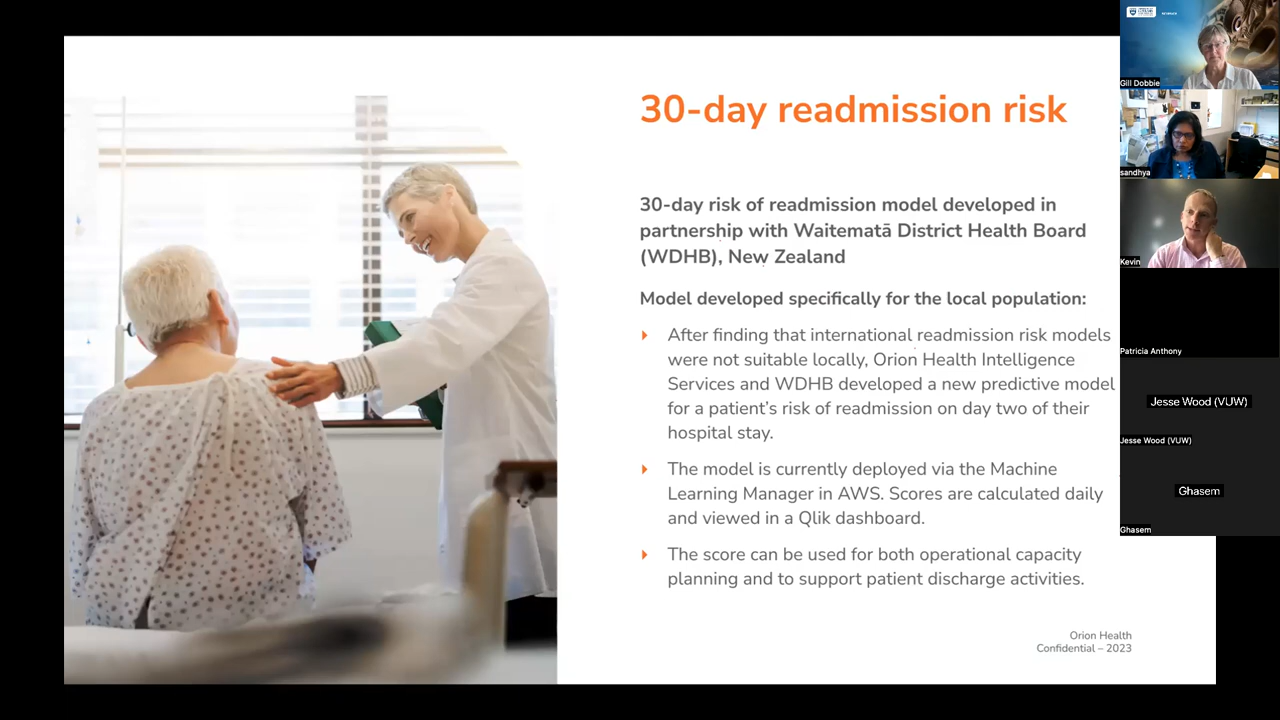 30-day readmission risk
30-day risk of readmission model developed in
partnership with Waitematā District Health Board
(WDHB), New Zealand
Model developed specifically for the local population:
After finding that international readmission risk models
were not suitable locally, Orion Health Intelligence
Services and WDHB developed a new predictive model
for a patient's risk of readmission on day two of their
hospital stay.
The model is currently deployed via the Machine
Learning Manager in AWS. Scores are calculated daily
and viewed in a Qlik dashboard.
The score can be used for both operational capacity
planning and to support patient discharge activities.
Orion Health
Confidential – 2023
Gill Dobbie
sandhya
Kevin
Patricia Anthony
Jesse Wood (VUW)
Jesse Wood (VUW)
Ghasem
Ghasem